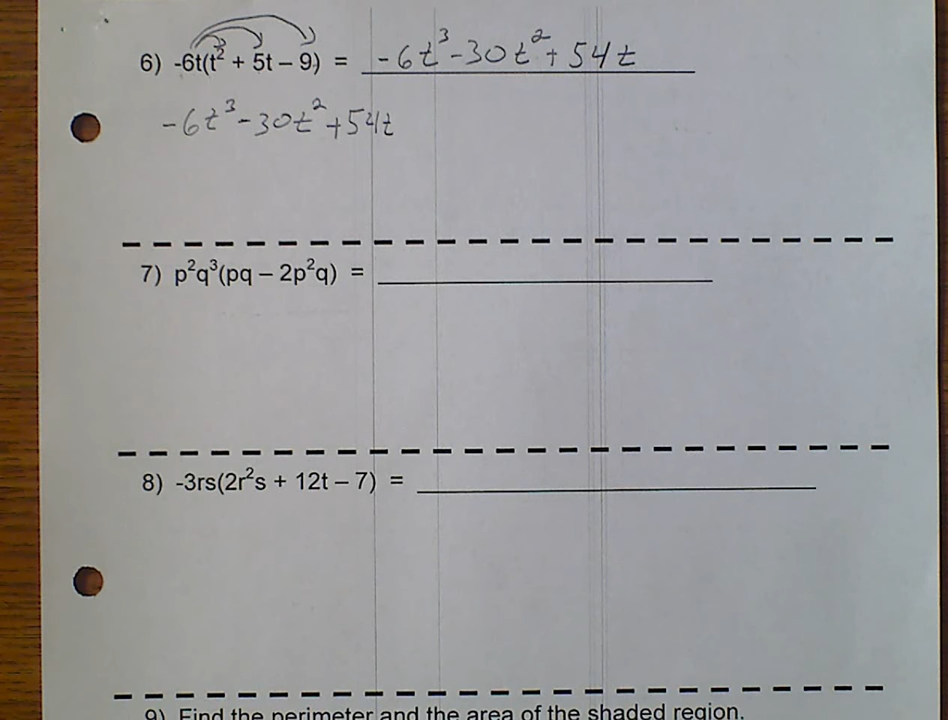 6) -6t(t² + 5t – 9) = -6t³-30t²+54t
-6t³-30t²+54t
7) p²q³(pq – 2p²q) =
8) -3rs(2r²s + 12t – 7) =
9) Find the perimeter and the area of the shaded region.